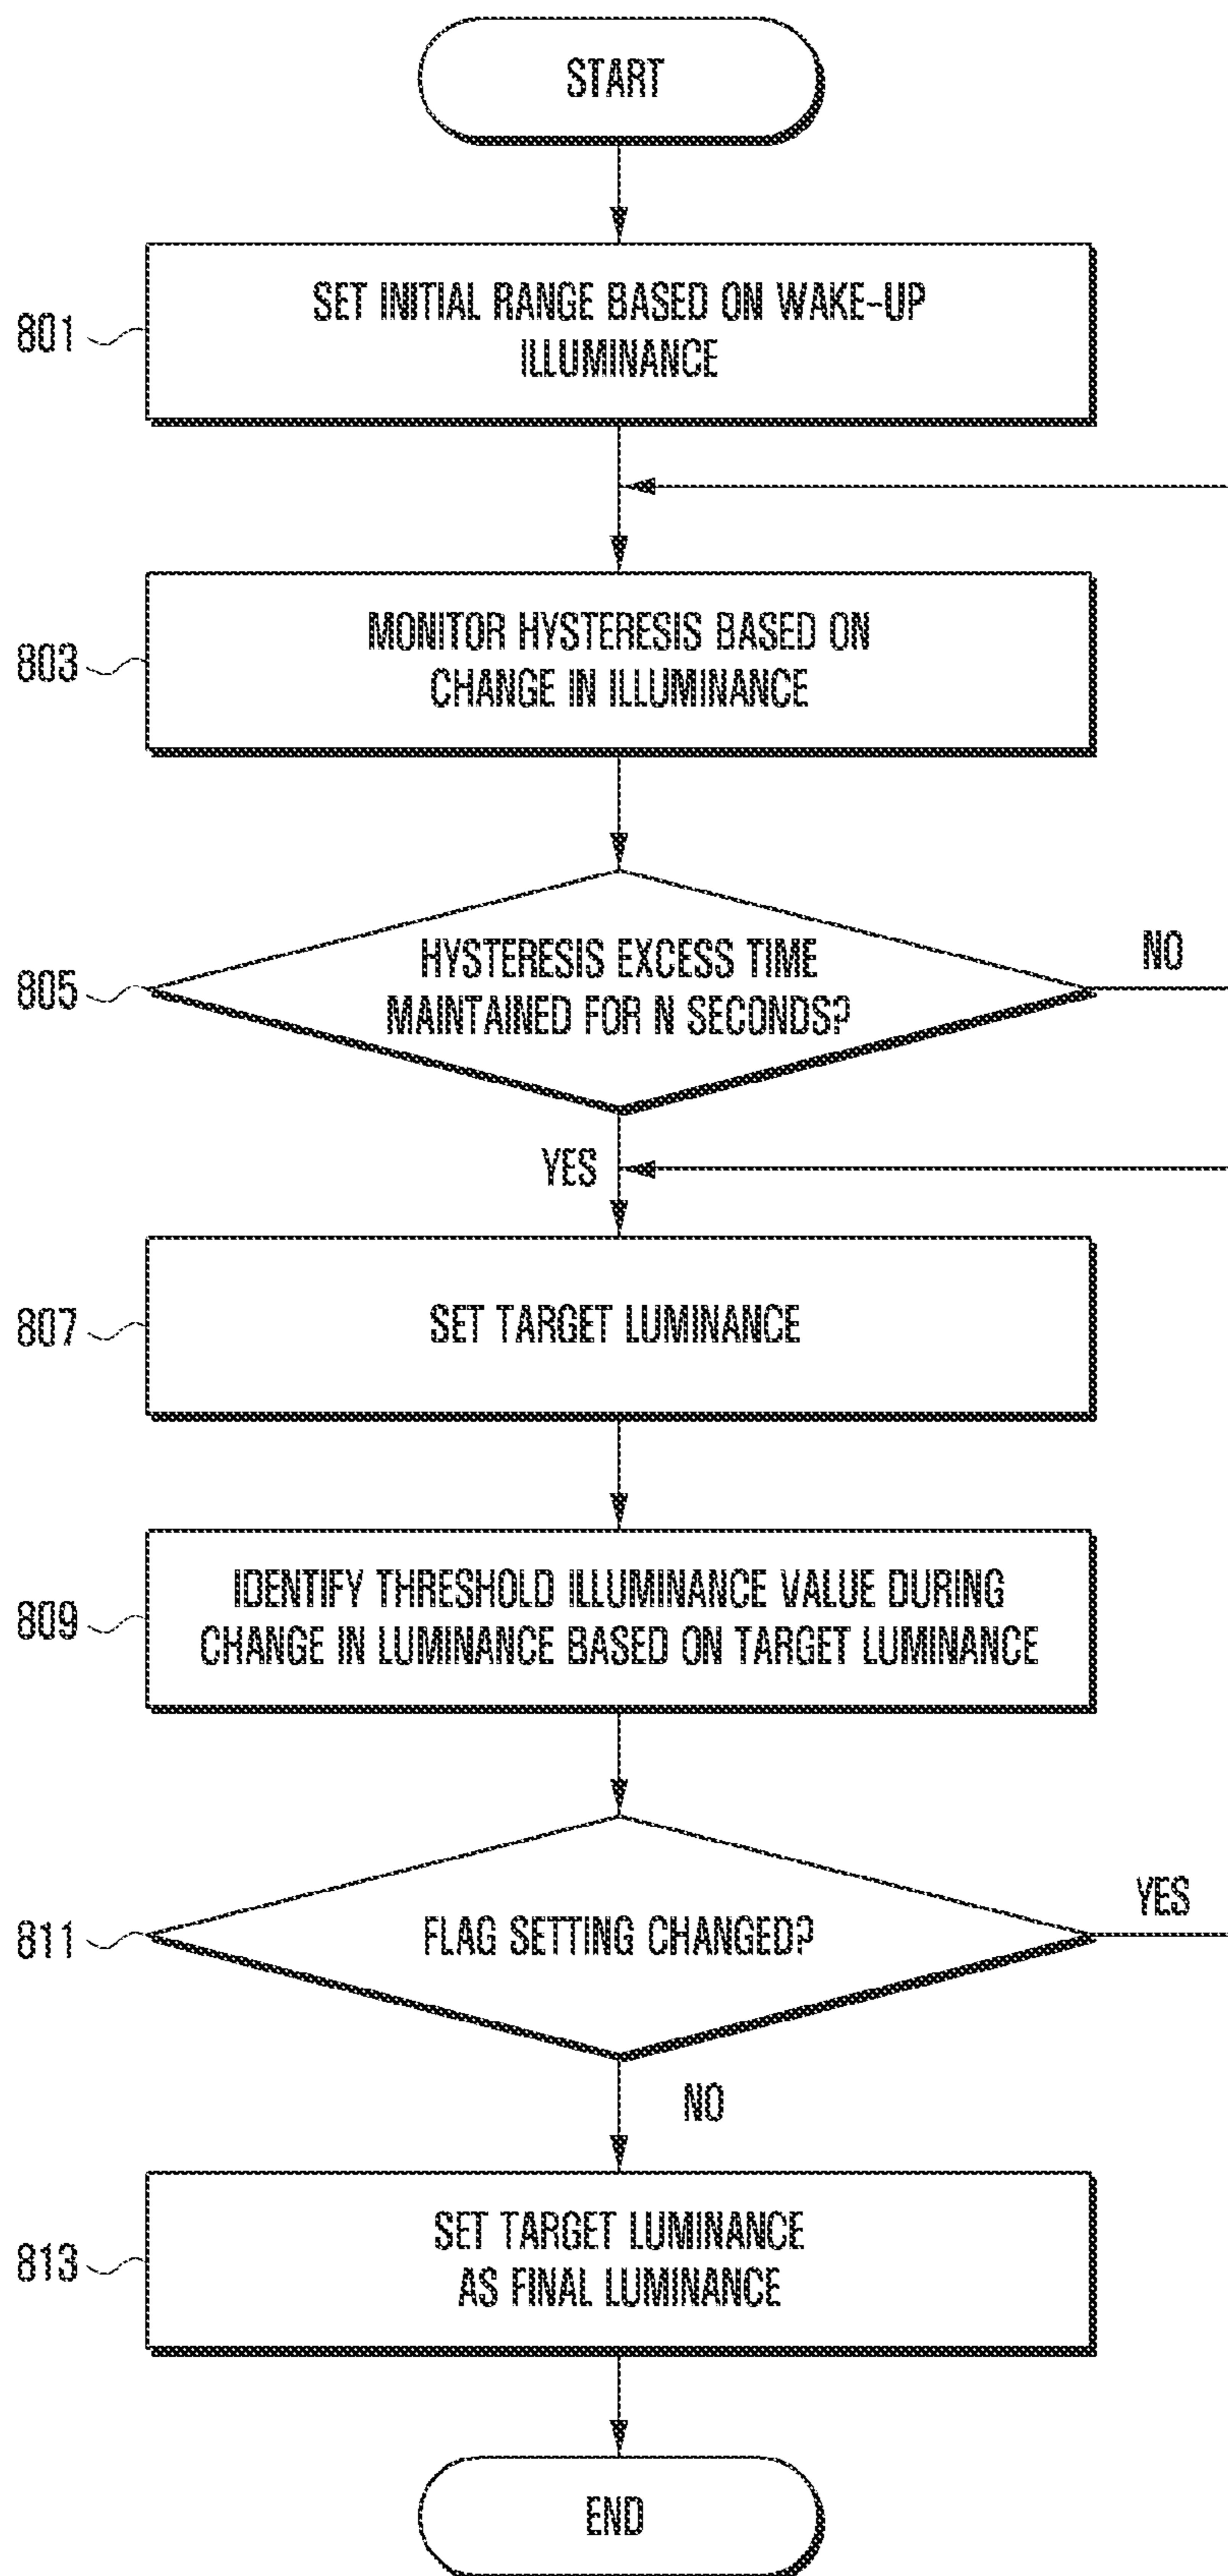 START
801
SET INITIAL RANGE BASED ON WAKE-UP
ILLUMINANCE
803
MONITOR HYSTERESIS BASED ON
CHANGE IN ILLUMINANCE
805
HYSTERESIS EXCESS TIME
MAINTAINED FOR N SECONDS?
NO
YES
807
SET TARGET LUMINANCE
809
IDENTIFY THRESHOLD ILLUMINANCE VALUE DURING
CHANGE IN LUMINANCE BASED ON TARGET LUMINANCE
811
FLAG SETTING CHANGED?
YES
NO
813
SET TARGET LUMINANCE
AS FINAL LUMINANCE
END